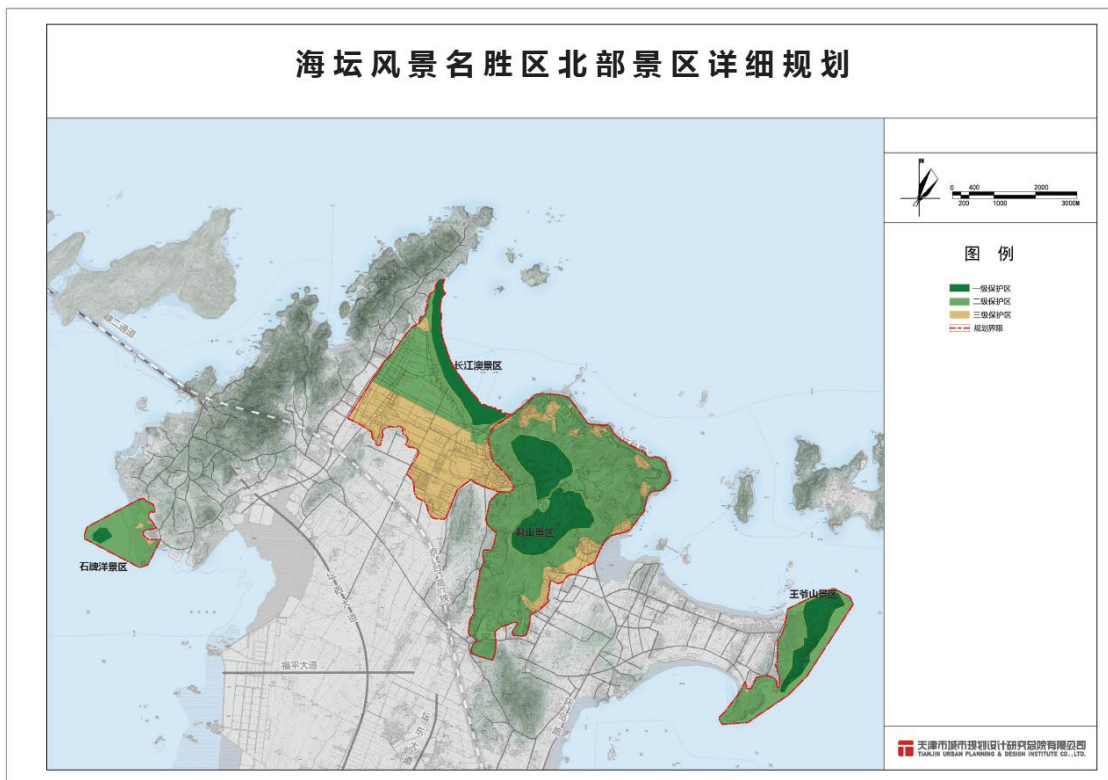 海坛风景名胜区北部景区详细规划
北
0 400 2000
200 1000 3000M
图 例
一级保护区
二级保护区
三级保护区
规划界限
长江澳景区
君山景区
石牌洋景区
王爷山景区
福平大道
天津市城市规划设计研究总院有限公司
TIANJIN URBAN PLANNING & DESIGN INSTITUTE CO., LTD.